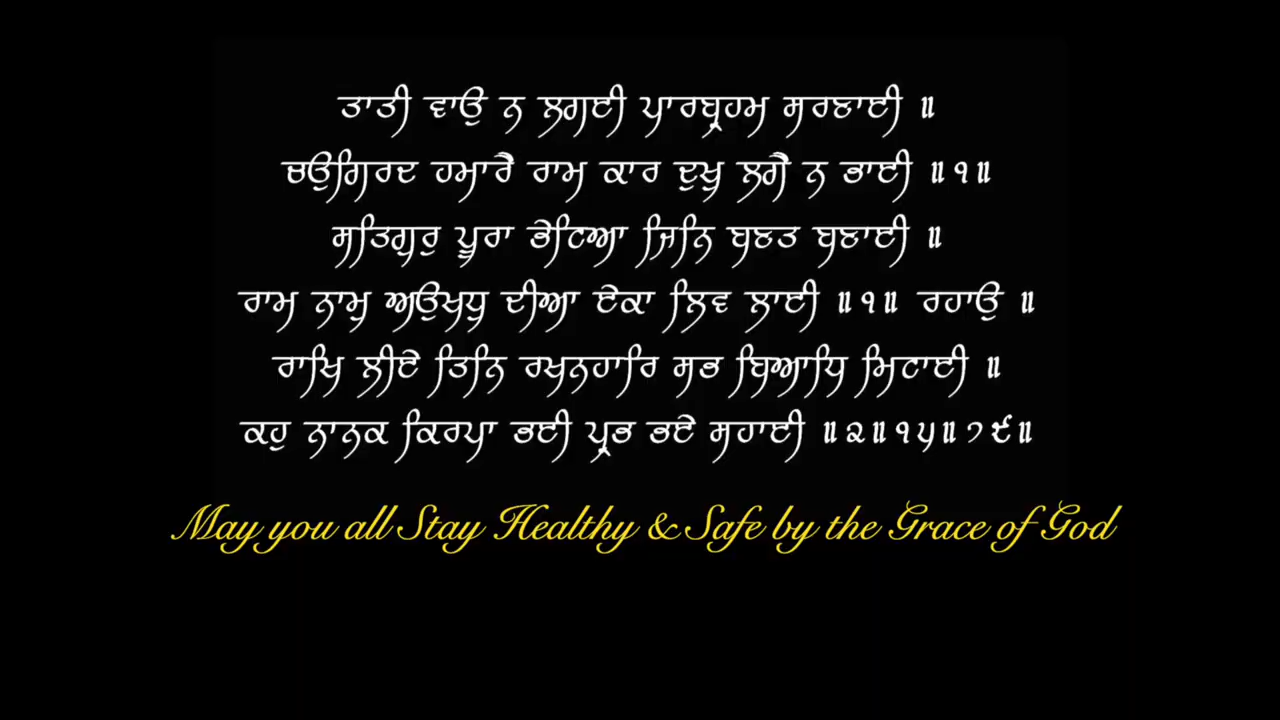 ਤਾਤੀ ਵਾਉ ਨ ਲਗਈ ਪਾਰਬ੍ਰਹਮ ਸਰਣਾਈ ॥
ਚਉਗਿਰਦ ਹਮਾਰੈ ਰਾਮ ਕਾਰ ਦੁਖੁ ਲਗੈ ਨ ਭਾਈ ॥੧॥
ਸਤਿਗੁਰੁ ਪੂਰਾ ਭੇਟਿਆ ਜਿਨਿ ਬਣਤ ਬਣਾਈ ॥
ਰਾਮ ਨਾਮੁ ਅਉਖਧੁ ਦੀਆ ਏਕਾ ਲਿਵ ਲਾਈ ॥੧॥ ਰਹਾਉ ॥
ਰਾਖਿ ਲੀਏ ਤਿਨਿ ਰਖਨਹਾਰਿ ਸਭ ਬਿਆਧਿ ਮਿਟਾਈ ॥
ਕਹੁ ਨਾਨਕ ਕਿਰਪਾ ਭਈ ਪ੍ਰਭ ਭਏ ਸਹਾਈ ॥੨॥੧੫॥੭੯॥
May you all Stay Healthy & Safe by the Grace of God